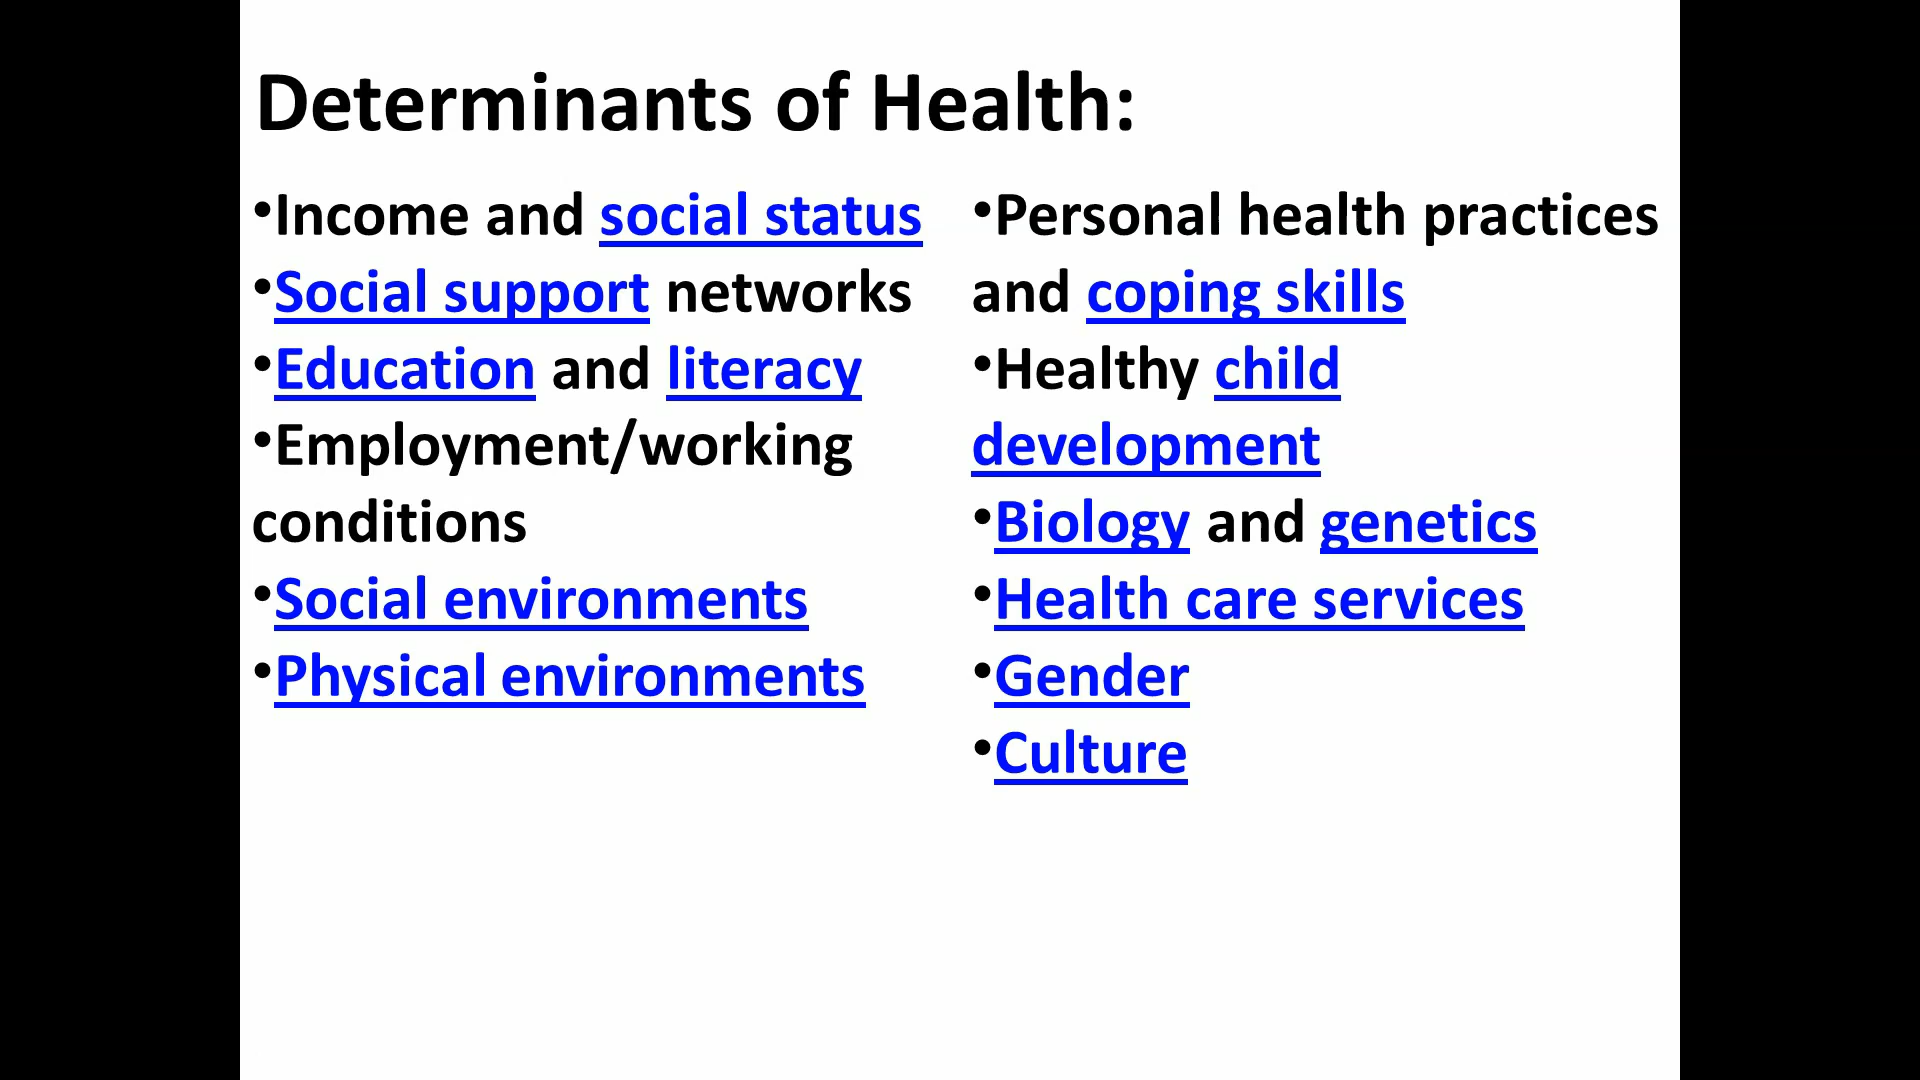 Determinants of Health:
•Income and social status
•Social support networks
•Education and literacy
•Employment/working
conditions
•Social environments
•Physical environments
•Personal health practices
and coping skills
•Healthy child
development
•Biology and genetics
•Health care services
•Gender
•Culture